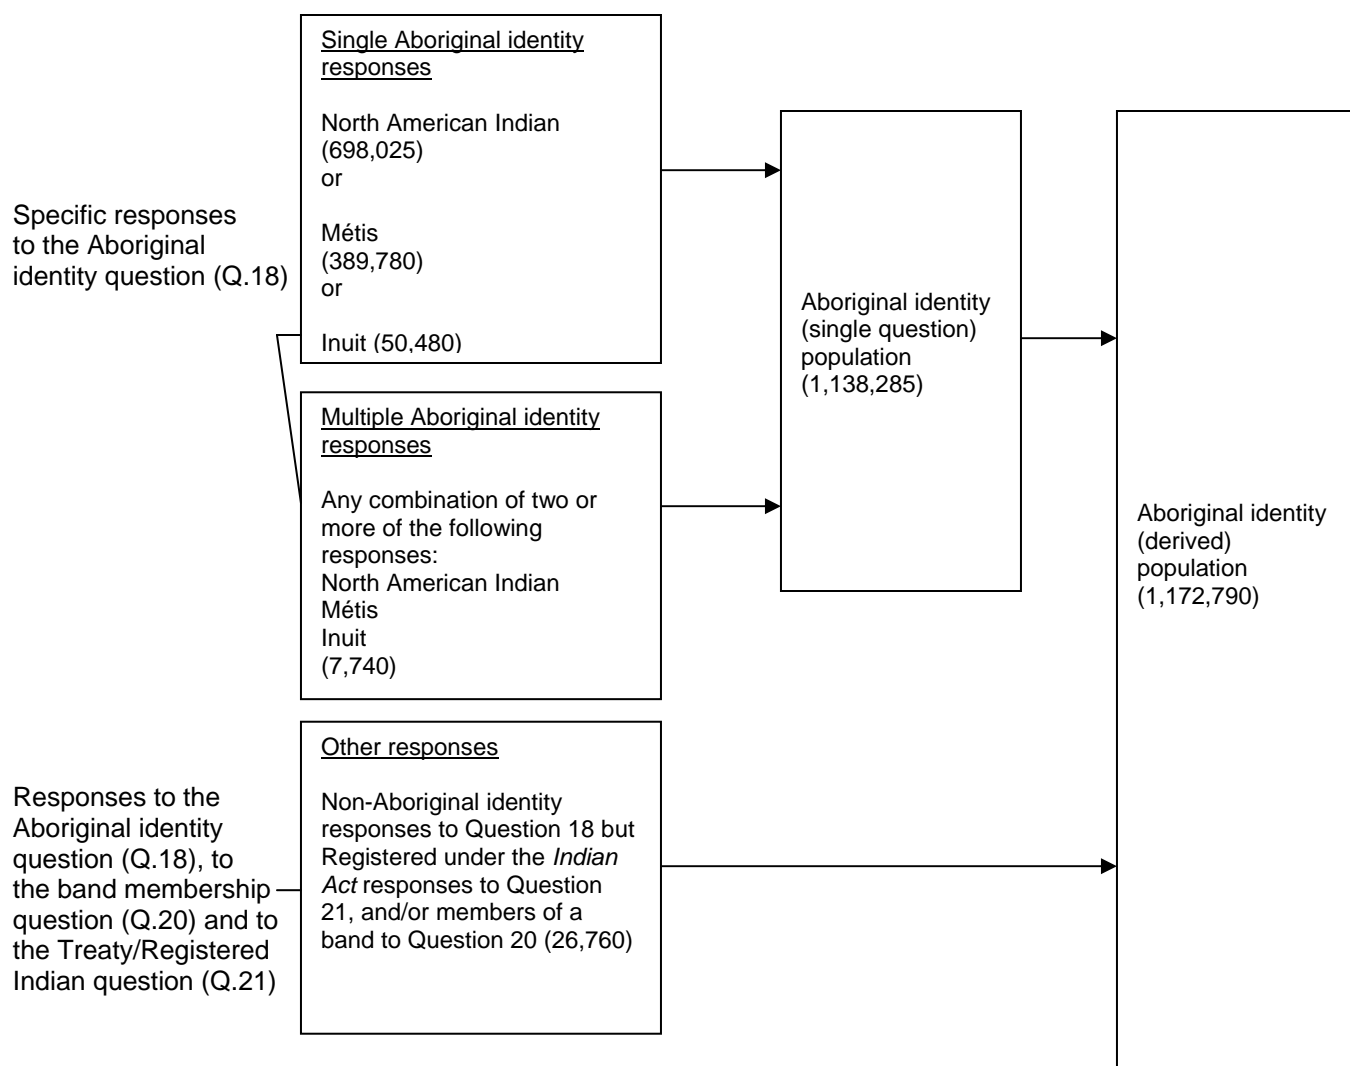 Specific responses
to the Aboriginal
identity question (Q.18)
Single Aboriginal identity
responses
North American Indian
(698,025)
or
Métis
(389,780)
or
Inuit (50,480)
Multiple Aboriginal identity
responses
Any combination of two or
more of the following
responses:
North American Indian
Métis
Inuit
(7,740)
Aboriginal identity
(single question)
population
(1,138,285)
Aboriginal identity
(derived)
population
(1,172,790)
Responses to the
Aboriginal identity
question (Q.18), to
the band membership
question (Q.20) and to
the Treaty/Registered
Indian question (Q.21)
Other responses
Non-Aboriginal identity
responses to Question 18 but
Registered under the Indian
Act responses to Question
21, and/or members of a
band to Question 20 (26,760)